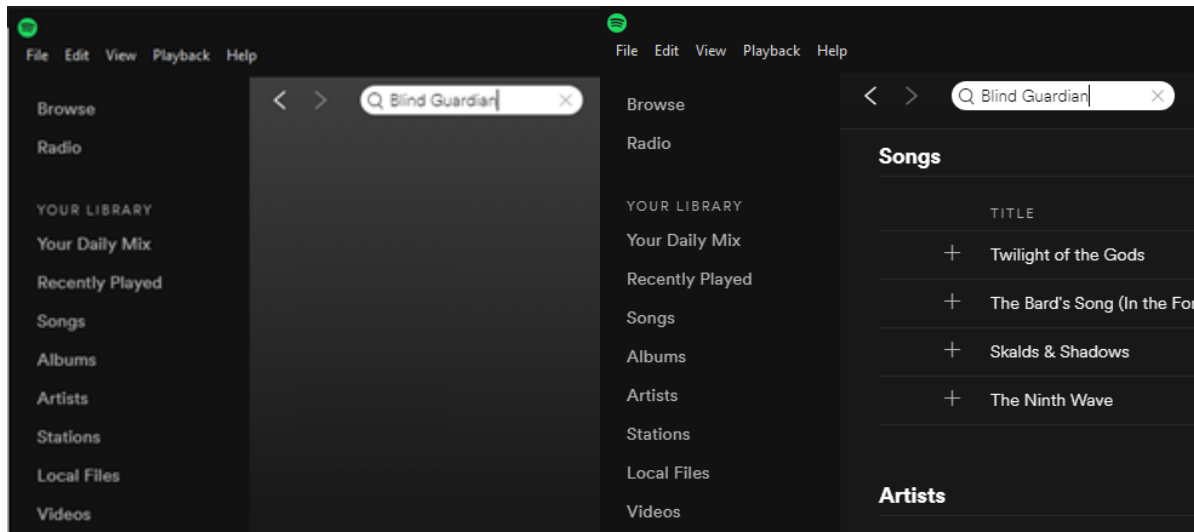 File Edit View Playback Help
Blind Guardian
Browse
Radio
YOUR LIBRARY
Your Daily Mix
Recently Played
Songs
Albums
Artists
Stations
Local Files
Videos
File Edit View Playback Help
Blind Guardian
Browse
Radio
YOUR LIBRARY
Your Daily Mix
Recently Played
Songs
Albums
Artists
Stations
Local Files
Videos
Songs
TITLE
Twilight of the Gods
The Bard's Song (In the For
Skalds & Shadows
The Ninth Wave
Artists